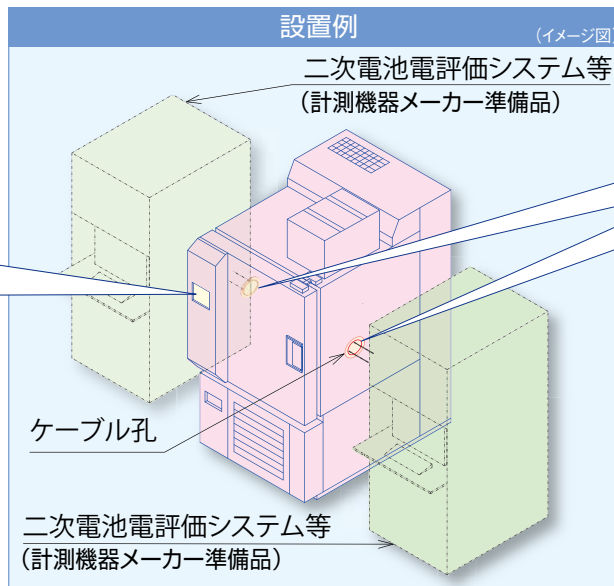 設置例
(イメージ図)
二次電池電評価システム等
(計測機器メーカー準備品)
ケーブル孔
二次電池電評価システム等
(計測機器メーカー準備品)